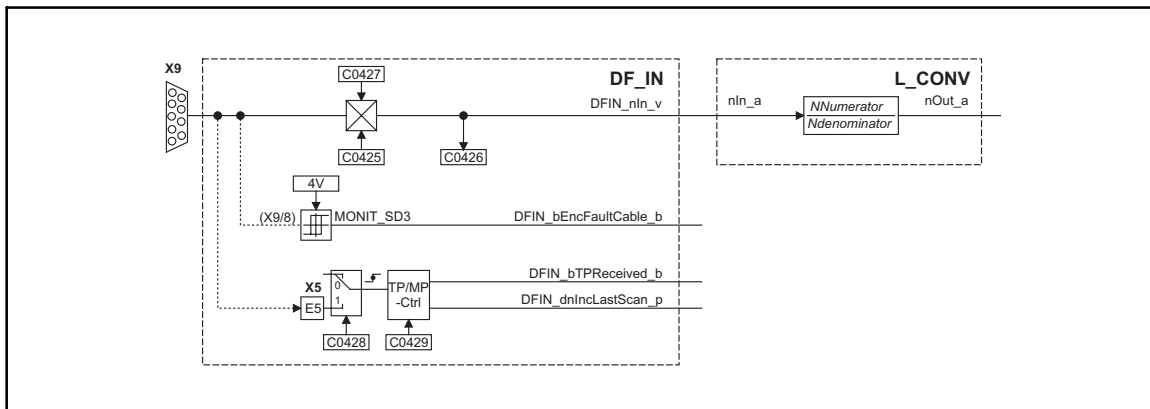 X9
C0427
DF_IN
L_CONV
DFIN_nIn_v
nIn_a
NNumerator
Ndenominator
nOut_a
C0425
C0426
4V
(X9/8)
MONIT_SD3
DFIN_bEncFaultCable_b
X5
0
1
E5
TP/MP
-Ctrl
DFIN_bTPReceived_b
DFIN_dnIncLastScan_p
C0428
C0429